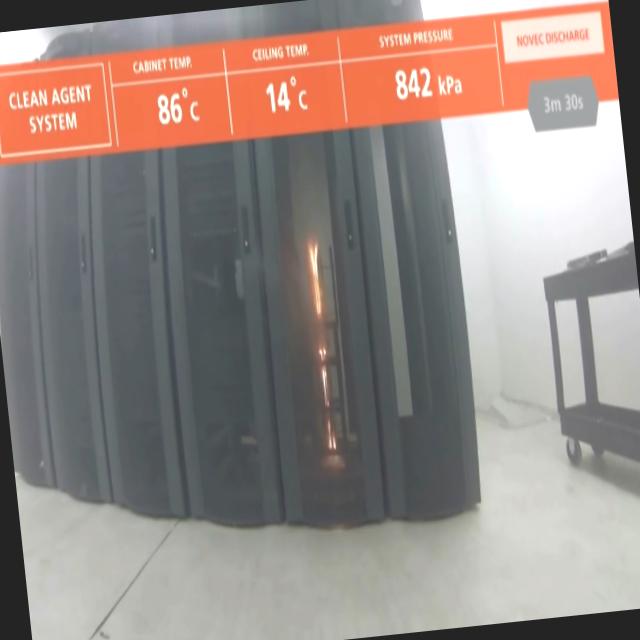 CLEAN AGENT
SYSTEM
CABINET TEMP.
86°C
CEILING TEMP.
14°C
SYSTEM PRESSURE
842 kPa
NOVEC DISCHARGE
3m 30s